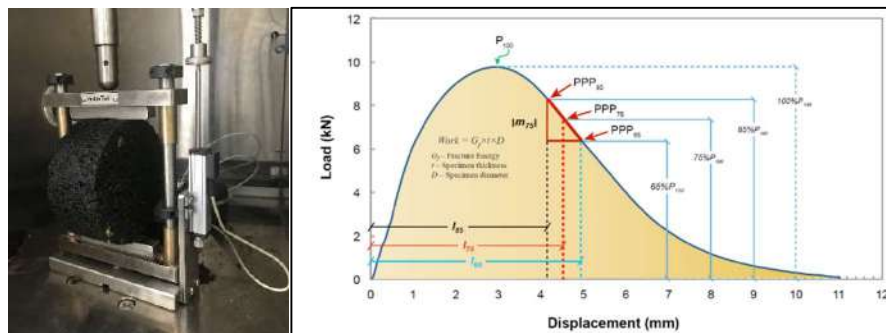 P100
PPP85
PPP75
PPP65
|m75|
Work = Gf×t×D
Gf – Fracture Energy
t – Specimen thickness
D – Specimen diameter
100%P100
85%P100
75%P100
65%P100
l85
l75
l65
Load (kN)
12
10
8
6
4
2
0
0 1 2 3 4 5 6 7 8 9 10 11 12
Displacement (mm)